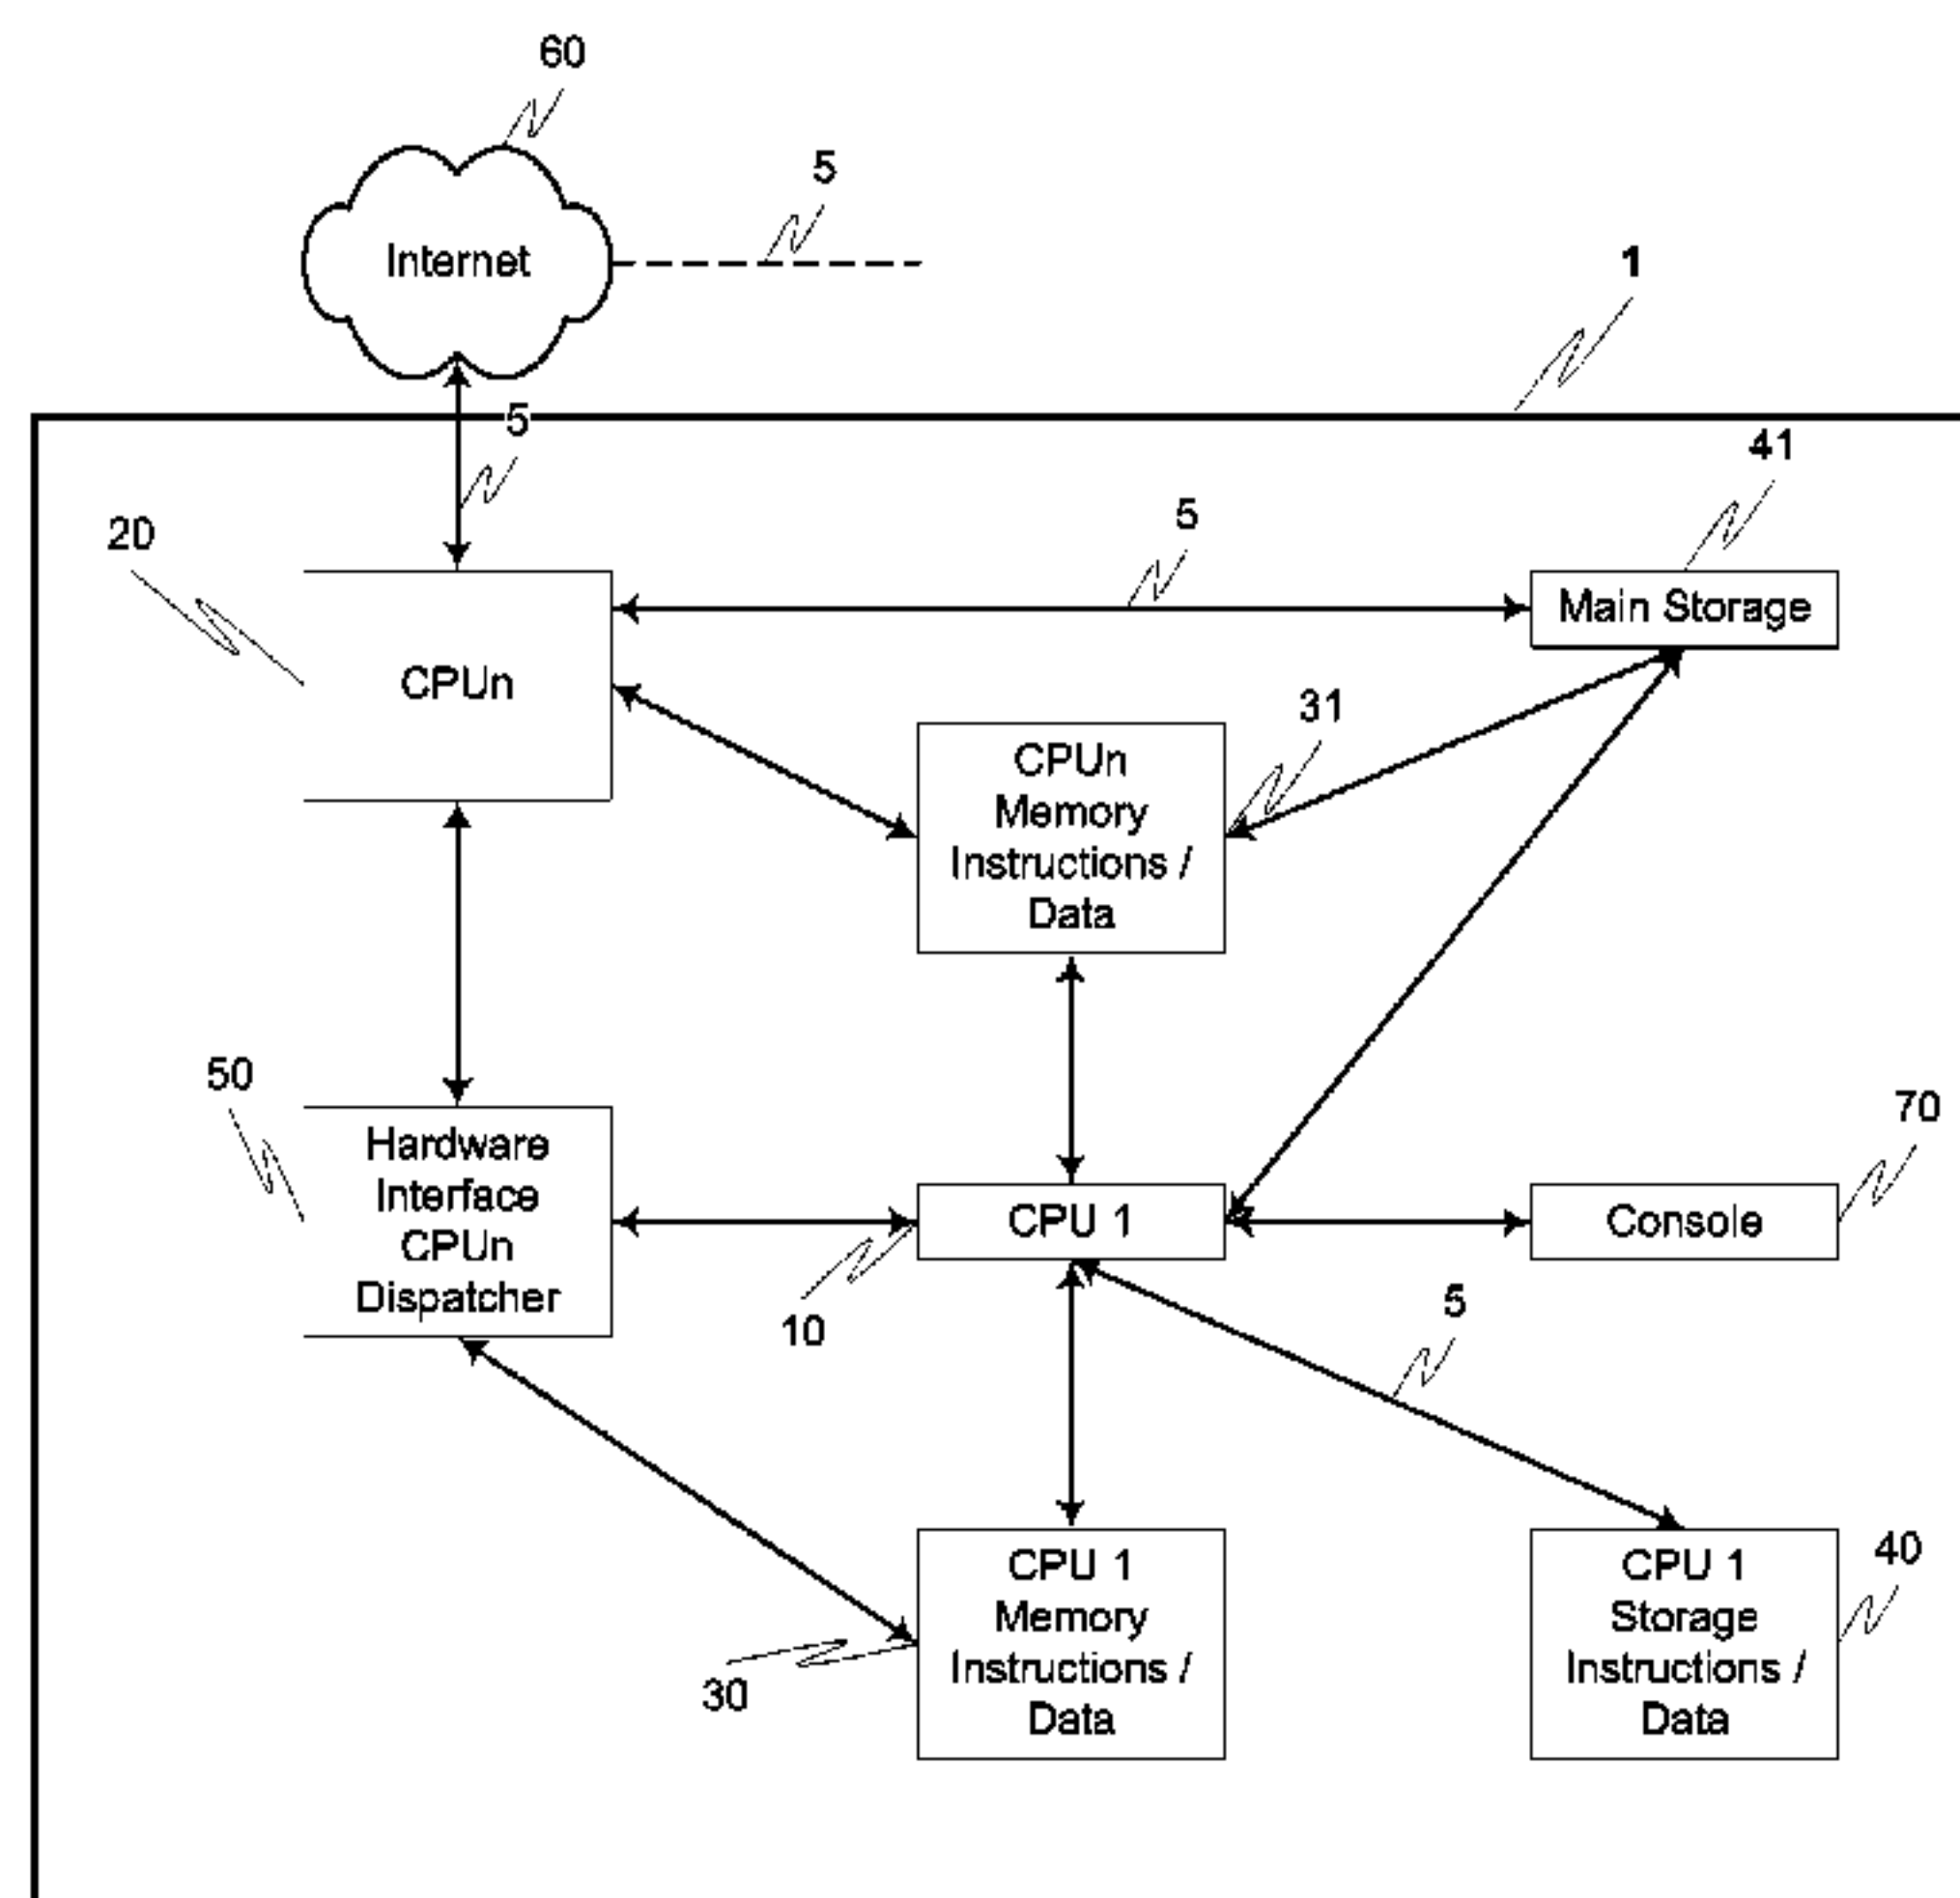 60
5
Internet
1
5
41
20
5
Main Storage
CPUn
31
CPUn
Memory
Instructions /
Data
50
70
Hardware
Interface
CPUn
Dispatcher
CPU 1
Console
10
5
CPU 1
Memory
Instructions /
Data
CPU 1
Storage
Instructions /
Data
40
30